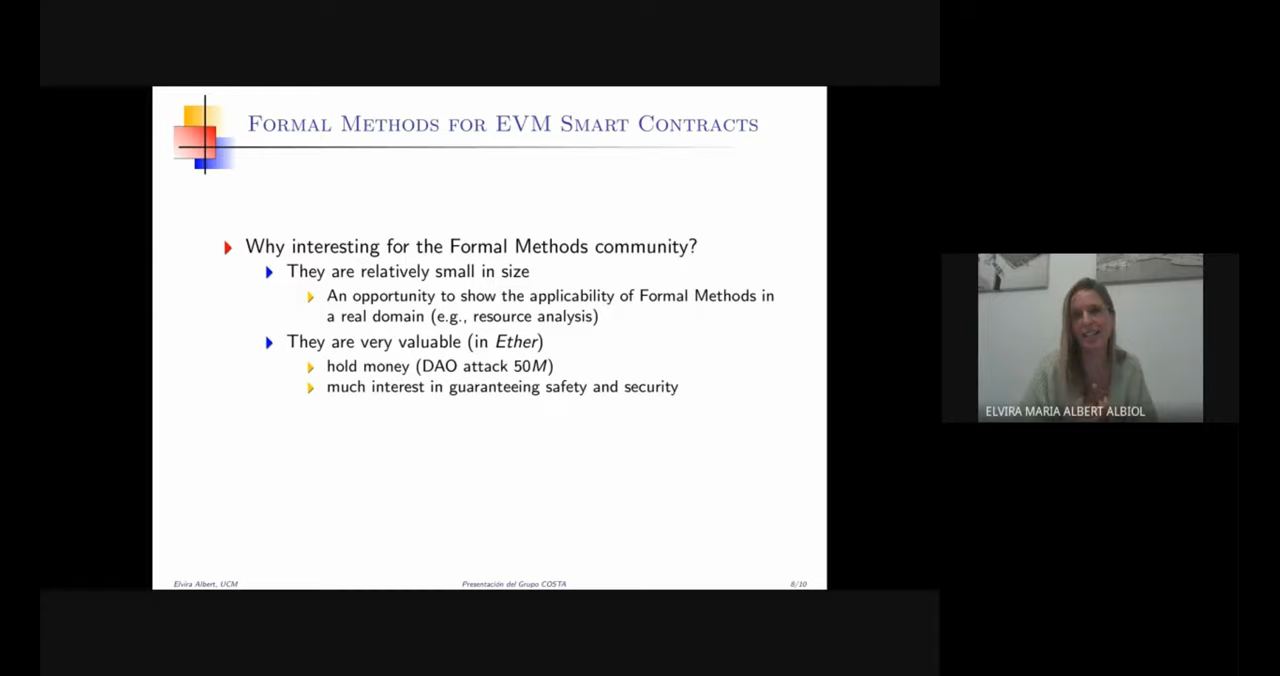 FORMAL METHODS FOR EVM SMART CONTRACTS
Why interesting for the Formal Methods community?
They are relatively small in size
An opportunity to show the applicability of Formal Methods in
a real domain (e.g., resource analysis)
They are very valuable (in Ether)
hold money (DAO attack 50M)
much interest in guaranteeing safety and security
Elvira Albert, UCM
Presentación del Grupo COSTA
8/10
ELVIRA MARIA ALBERT ALBIOL